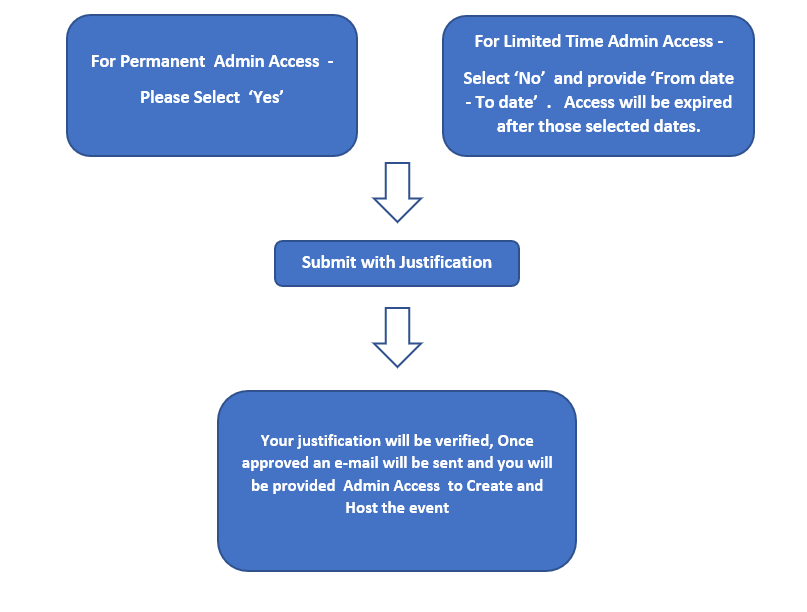 For Permanent  Admin Access  -
Please Select  ‘Yes’
For Limited Time Admin Access -
Select ‘No’  and provide ‘From date
- To date’  .   Access will be expired
after those selected dates.
Submit with Justification
Your justification will be verified, Once
approved an e-mail will be sent and you will
be provided  Admin Access  to Create and
Host the event